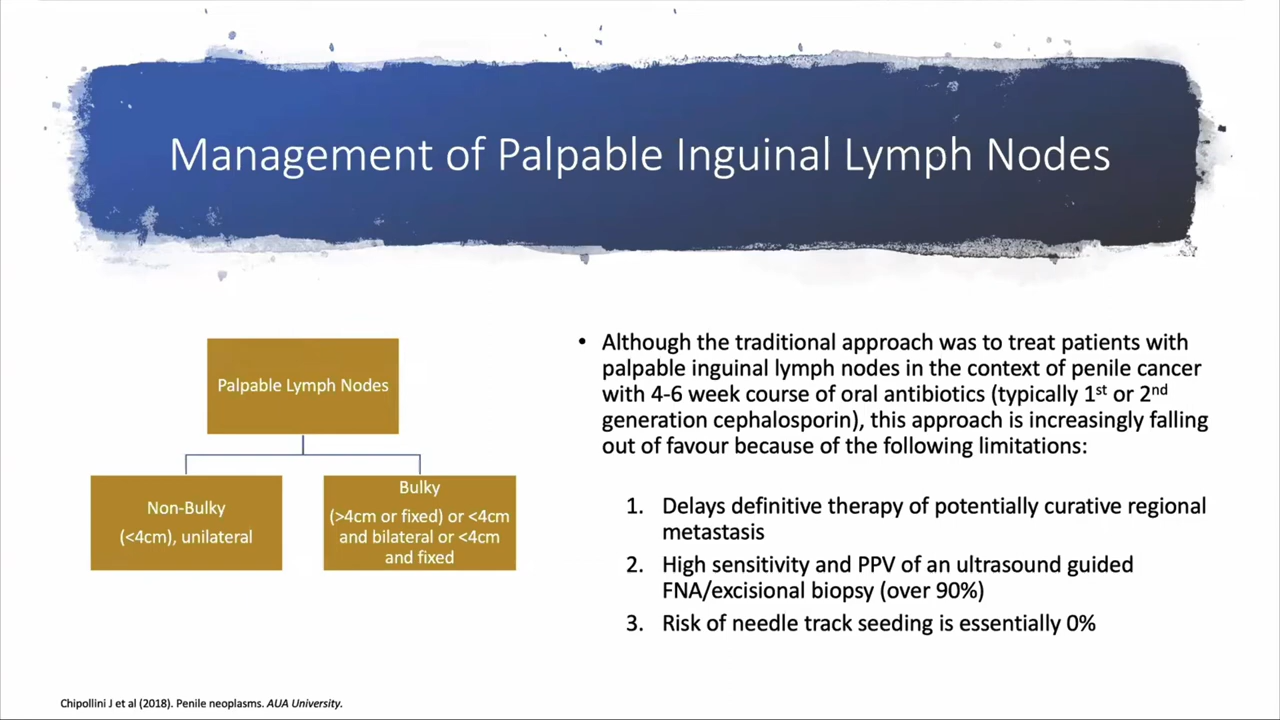 Management of Palpable Inguinal Lymph Nodes
Palpable Lymph Nodes
Non-Bulky
(<4cm), unilateral
Bulky
(>4cm or fixed) or <4cm
and bilateral or <4cm
and fixed
• Although the traditional approach was to treat patients with
palpable inguinal lymph nodes in the context of penile cancer
with 4-6 week course of oral antibiotics (typically 1st or 2nd
generation cephalosporin), this approach is increasingly falling
out of favour because of the following limitations:
1. Delays definitive therapy of potentially curative regional
metastasis
2. High sensitivity and PPV of an ultrasound guided
FNA/excisional biopsy (over 90%)
3. Risk of needle track seeding is essentially 0%
Chipollini J et al (2018). Penile neoplasms. AUA University.